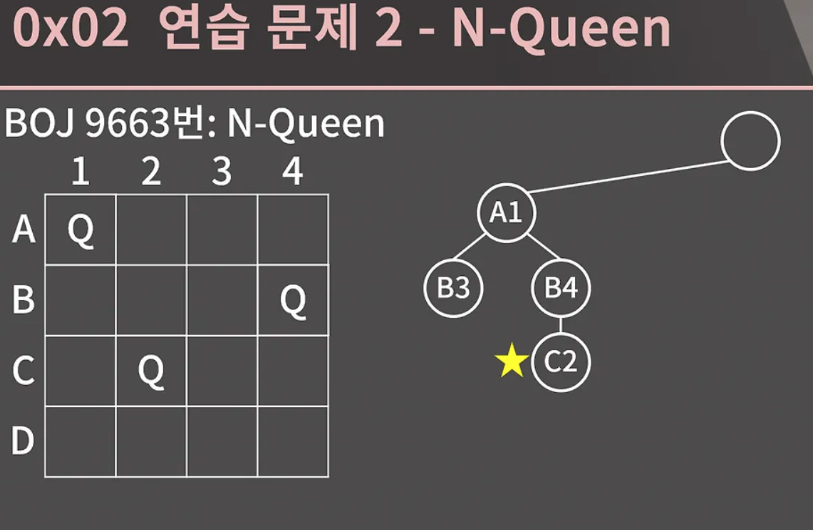 0x02 연습 문제 2 - N-Queen
BOJ 9663번: N-Queen
1 2 3 4
A Q
B Q
C Q
D
A1
B3 B4
C2